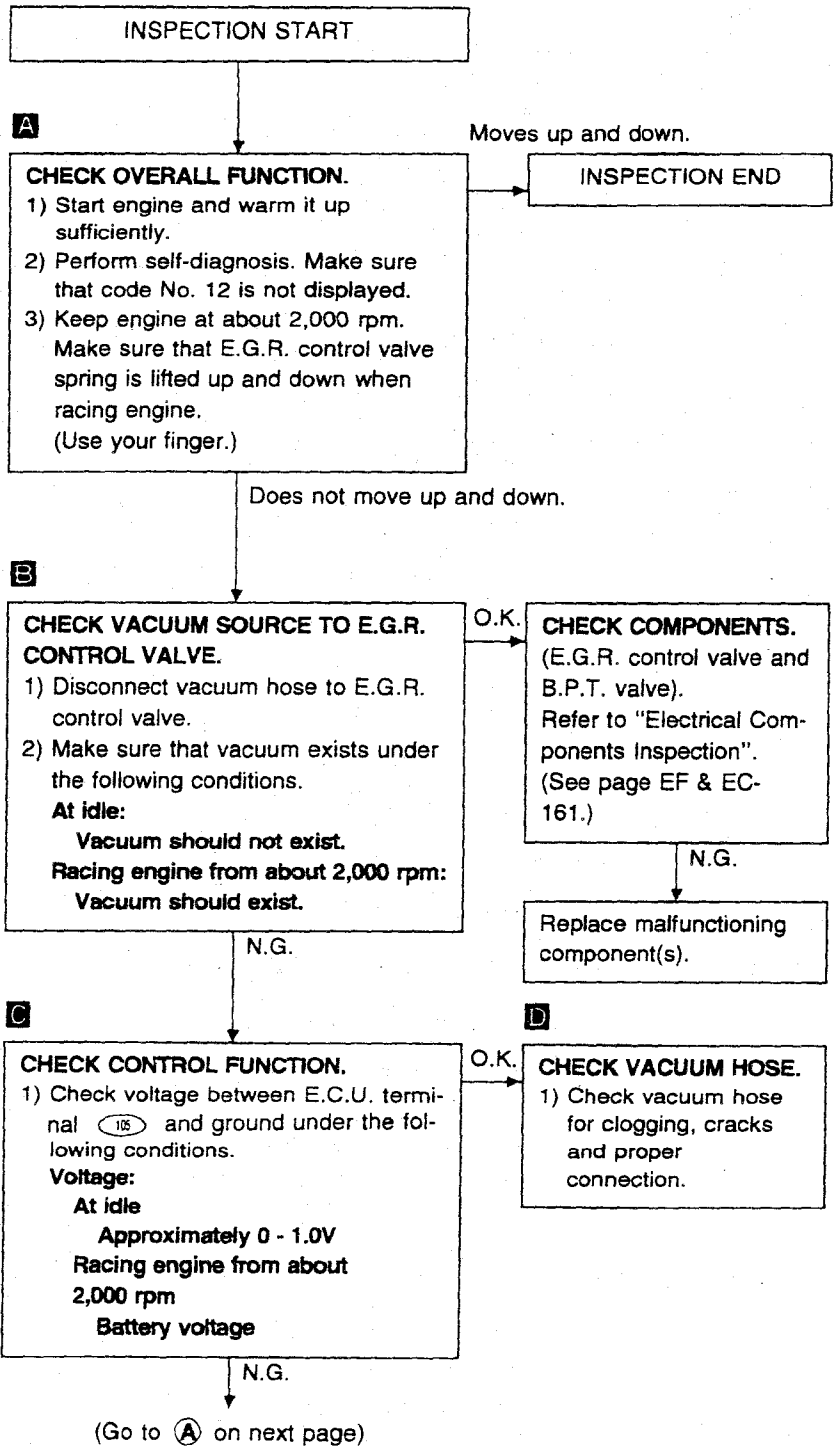 INSPECTION START
A
Moves up and down.
CHECK OVERALL FUNCTION.
1) Start engine and warm it up
sufficiently.
2) Perform self-diagnosis. Make sure
that code No. 12 is not displayed.
3) Keep engine at about 2,000 rpm.
Make sure that E.G.R. control valve
spring is lifted up and down when
racing engine.
(Use your finger.)
INSPECTION END
Does not move up and down.
B
CHECK VACUUM SOURCE TO E.G.R.
CONTROL VALVE.
1) Disconnect vacuum hose to E.G.R.
control valve.
2) Make sure that vacuum exists under
the following conditions.
At idle:
Vacuum should not exist.
Racing engine from about 2,000 rpm:
Vacuum should exist.
O.K.
CHECK COMPONENTS.
(E.G.R. control valve and
B.P.T. valve).
Refer to "Electrical Com-
ponents Inspection".
(See page EF & EC-
161.)
N.G.
Replace malfunctioning
component(s).
N.G.
C
CHECK CONTROL FUNCTION.
1) Check voltage between E.C.U. termi-
nal 105 and ground under the fol-
lowing conditions.
Voltage:
At idle
Approximately 0 - 1.0V
Racing engine from about
2,000 rpm
Battery voltage
O.K.
D
CHECK VACUUM HOSE.
1) Check vacuum hose
for clogging, cracks
and proper
connection.
N.G.
(Go to A on next page)